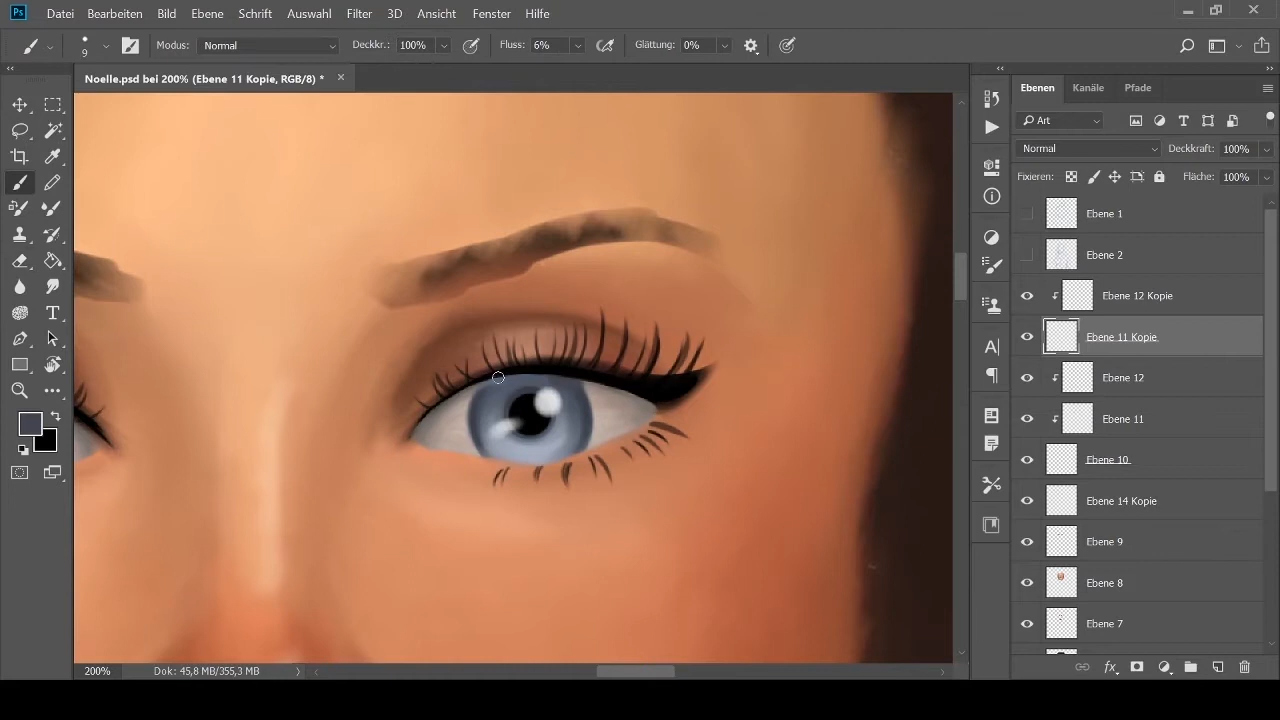 Ps Datei Bearbeiten Bild Ebene Schrift Auswahl Filter 3D Ansicht Fenster Hilfe
9 Modus: Normal Deckkr.: 100% Fluss: 6% Glättung: 0%
Noelle.psd bei 200% (Ebene 11 Kopie, RGB/8) *
Ebenen Kanäle Pfade
Art
Normal Deckkraft: 100%
Fixieren: Fläche: 100%
Ebene 1
Ebene 2
Ebene 12 Kopie
Ebene 11 Kopie
Ebene 12
Ebene 11
Ebene 10
Ebene 14 Kopie
Ebene 9
Ebene 8
Ebene 7
200% Dok: 45,8 MB/355,3 MB